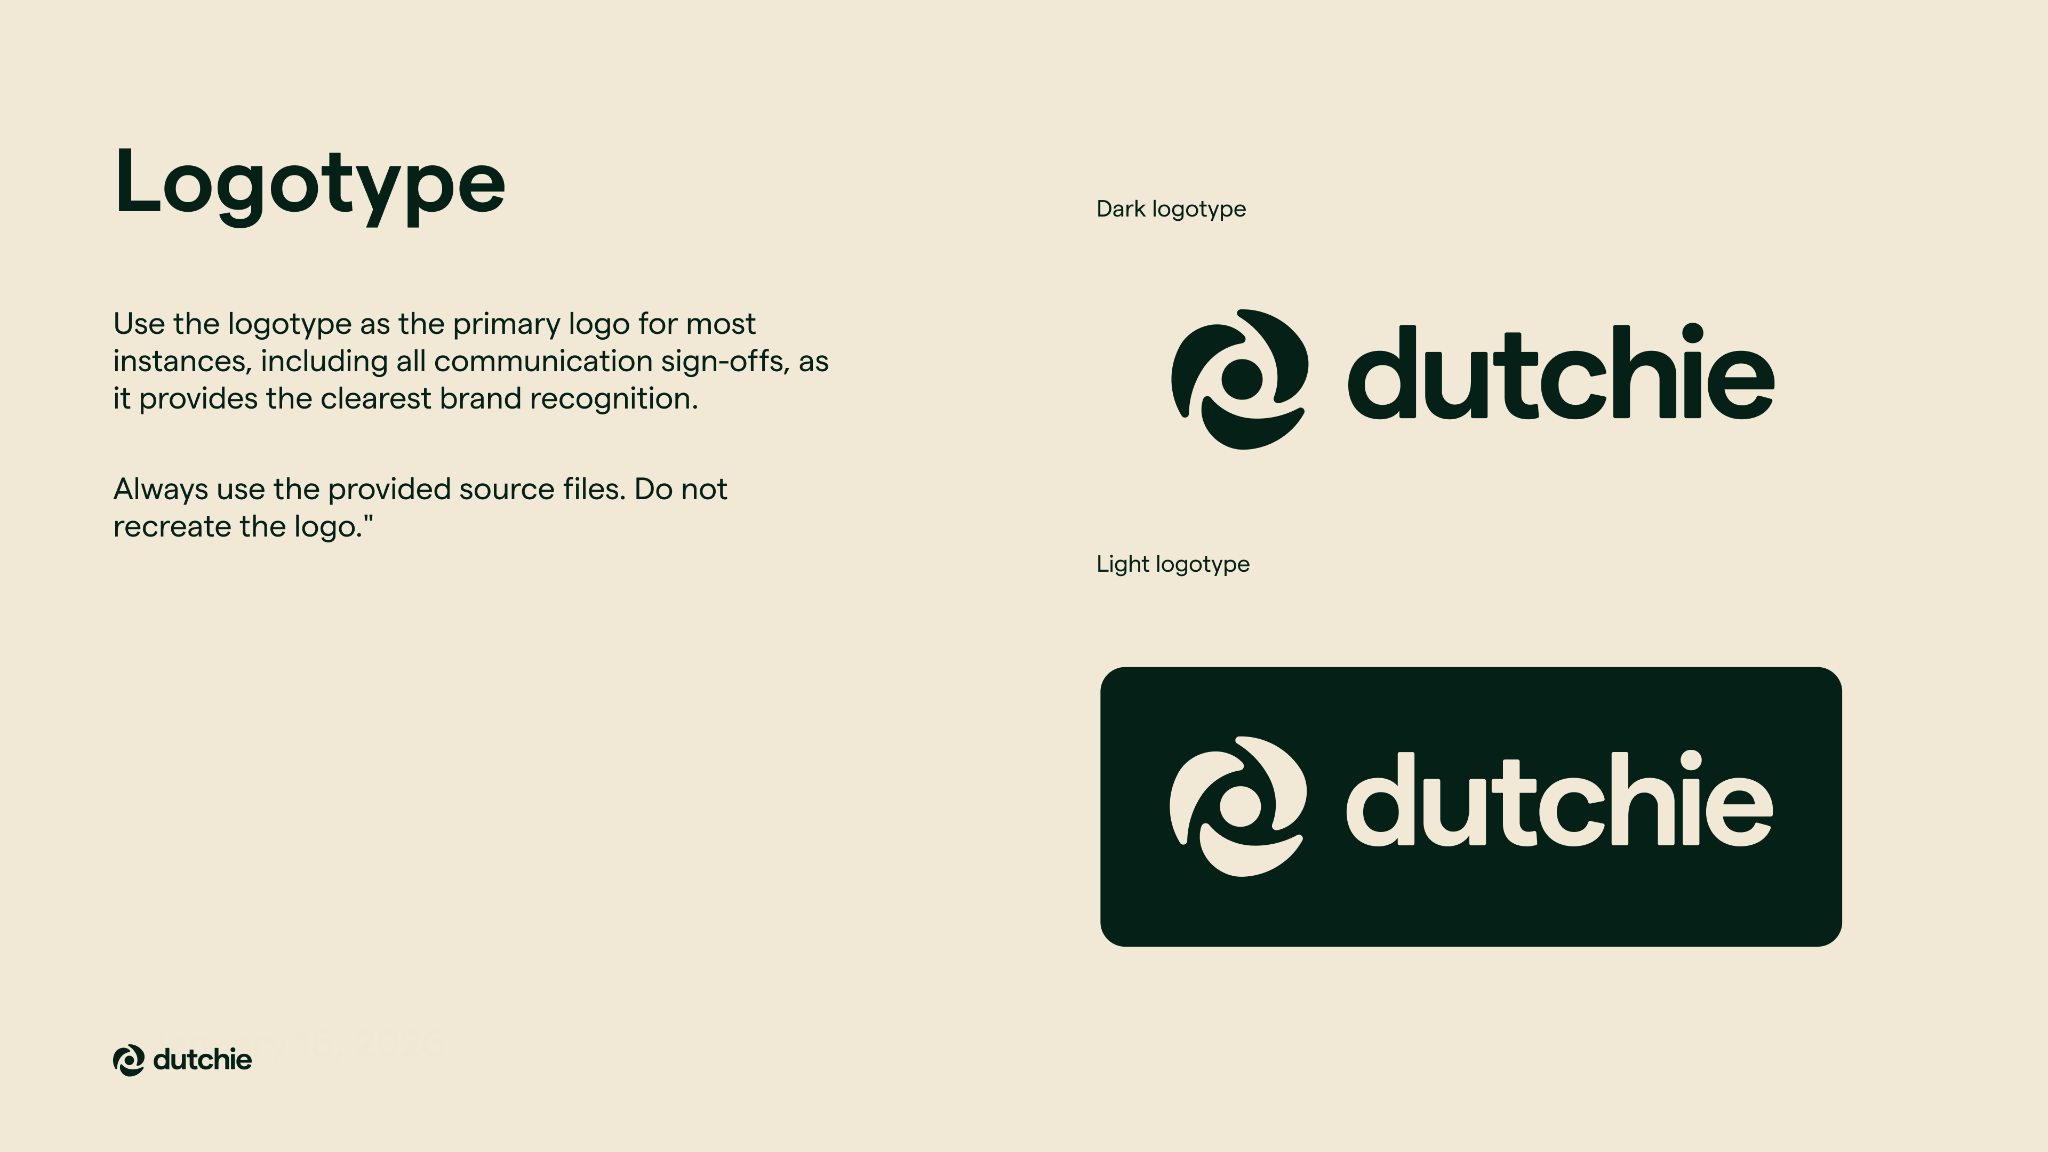 Logotype
Use the logotype as the primary logo for most
instances, including all communication sign-offs, as
it provides the clearest brand recognition.
Always use the provided source files. Do not
recreate the logo."
Dark logotype
dutchie
Light logotype
dutchie
dutchie